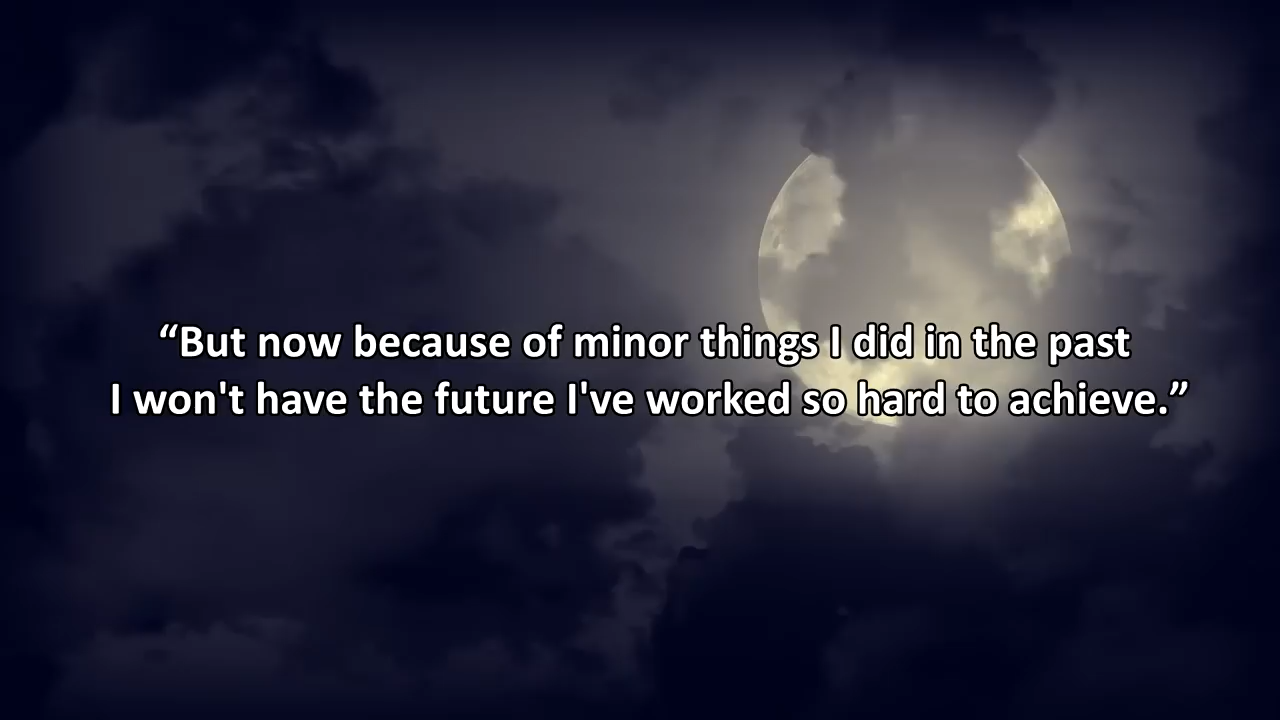 “But now because of minor things I did in the past
I won't have the future I've worked so hard to achieve.”